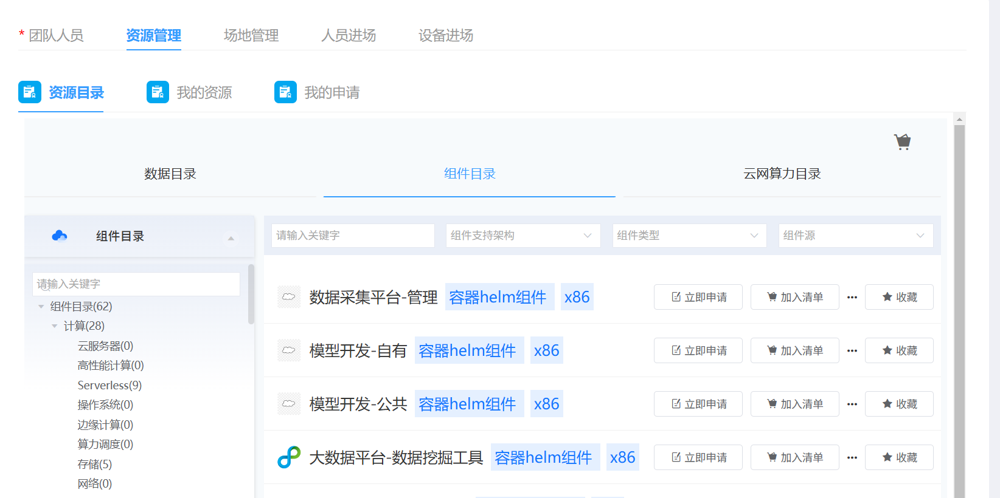 * 团队人员 资源管理 场地管理 人员进场 设备进场
资源目录 我的资源 我的申请
数据目录 组件目录 云网算力目录
组件目录
请输入关键字 组件支持架构 组件类型 组件源
请输入关键字
组件目录(62)
计算(28)
云服务器(0)
高性能计算(0)
Serverless(9)
操作系统(0)
边缘计算(0)
算力调度(0)
存储(5)
网络(0)
数据采集平台-管理 容器helm组件 x86 立即申请 加入清单 ••• 收藏
模型开发-自有 容器helm组件 x86 立即申请 加入清单 ••• 收藏
模型开发-公共 容器helm组件 x86 立即申请 加入清单 ••• 收藏
大数据平台-数据挖掘工具 容器helm组件 x86 立即申请 加入清单 ••• 收藏